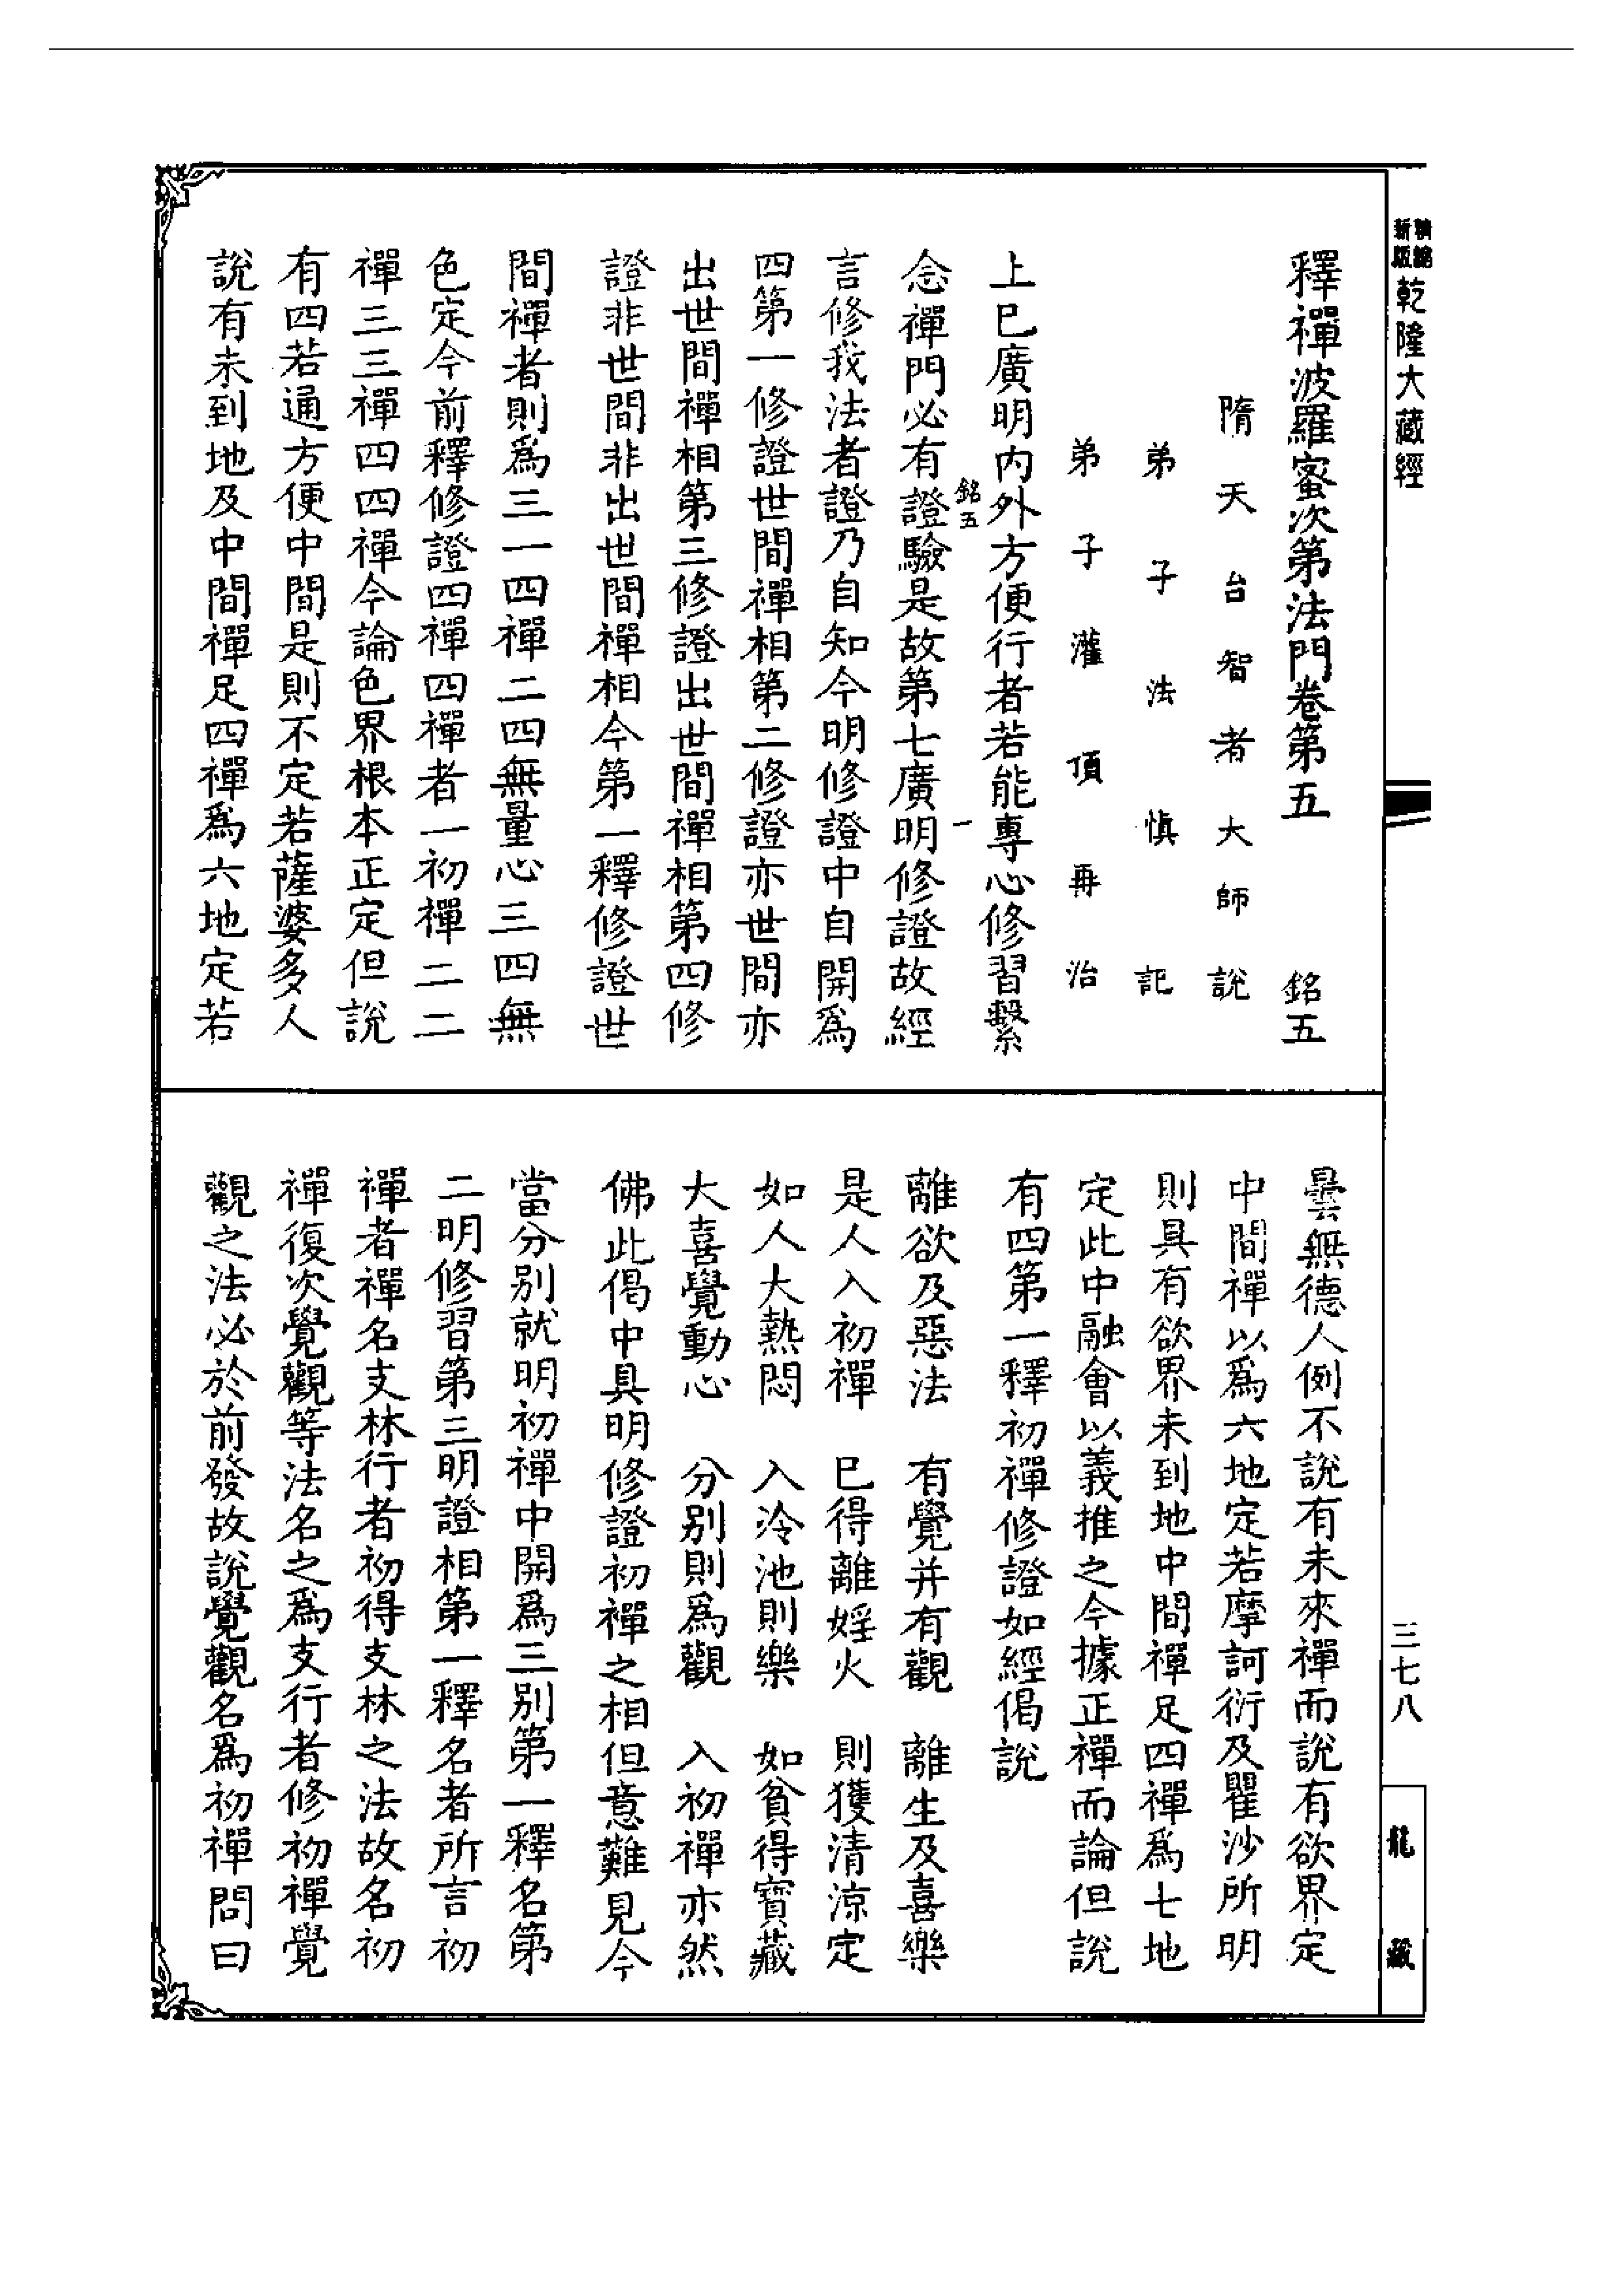 新版精縮乾隆大藏經
釋禪波羅蜜次第法門卷第五　銘五
隋天台智者大師說
弟子法愼記
弟子灌頂再治
上巳廣明內外方便行者若能專心修習繫
銘五　一
念禪門必有證驗是故第七廣明修證故經
言修我法者證乃自知今明修證中自開爲
四第一修證世間禪相第二修證亦世間亦
出世間禪相第三修證出世間禪相第四修
證非世間非出世間禪相今第一釋修證世
間禪者則爲三一四禪二四無量心三四無
色定今前釋修證四禪四禪者一初禪二二
禪三三禪四四禪今論色界根本正定但說
有四若通方便中間是則不定若薩婆多人
說有未到地及中間禪足四禪爲六地定若
曇無德人例不說有未來禪而說有欲界定
中間禪以爲六地定若摩訶衍及瞿沙所明
則具有欲界未到地中間禪足四禪爲七地
定此中融會以義推之今據正禪而論但說
有四第一釋初禪修證如經偈說
離欲及惡法　有覺并有觀　離生及喜樂
是人入初禪　巳得離婬火　則獲清涼定
如人大熱悶　入冷池則樂　如貧得寶藏
大喜覺動心　分別則爲觀　入初禪亦然
佛此偈中具明修證初禪之相但意難見今
當分別就明初禪中開爲三別第一釋名第
二明修習第三明證相第一釋名者所言初
禪者禪名支林行者初得支林之法故名初
禪復次覺觀等法名之爲支行者修初禪覺
觀之法必於前發故說覺觀名爲初禪問曰
三七八
龍藏